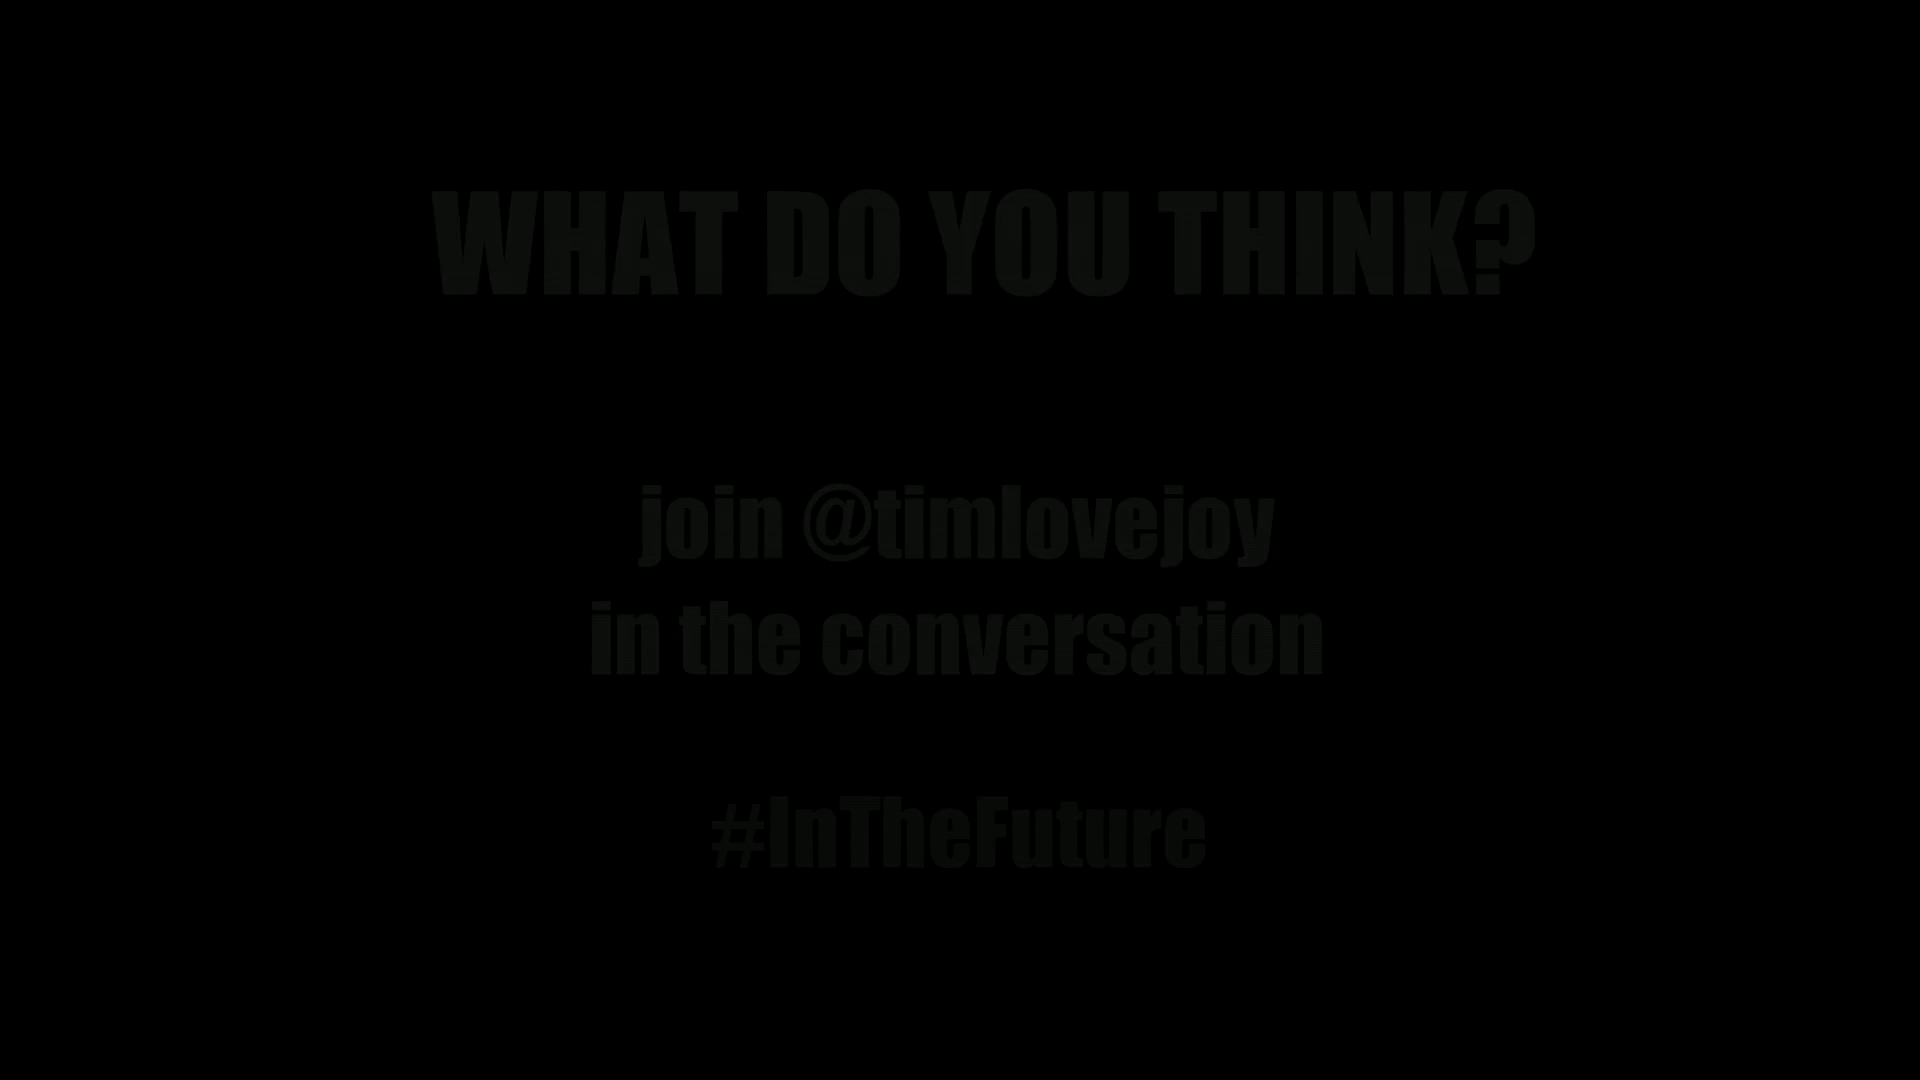 WHAT DO YOU THINK?
join @timlovejoy
in the conversation
#InTheFuture